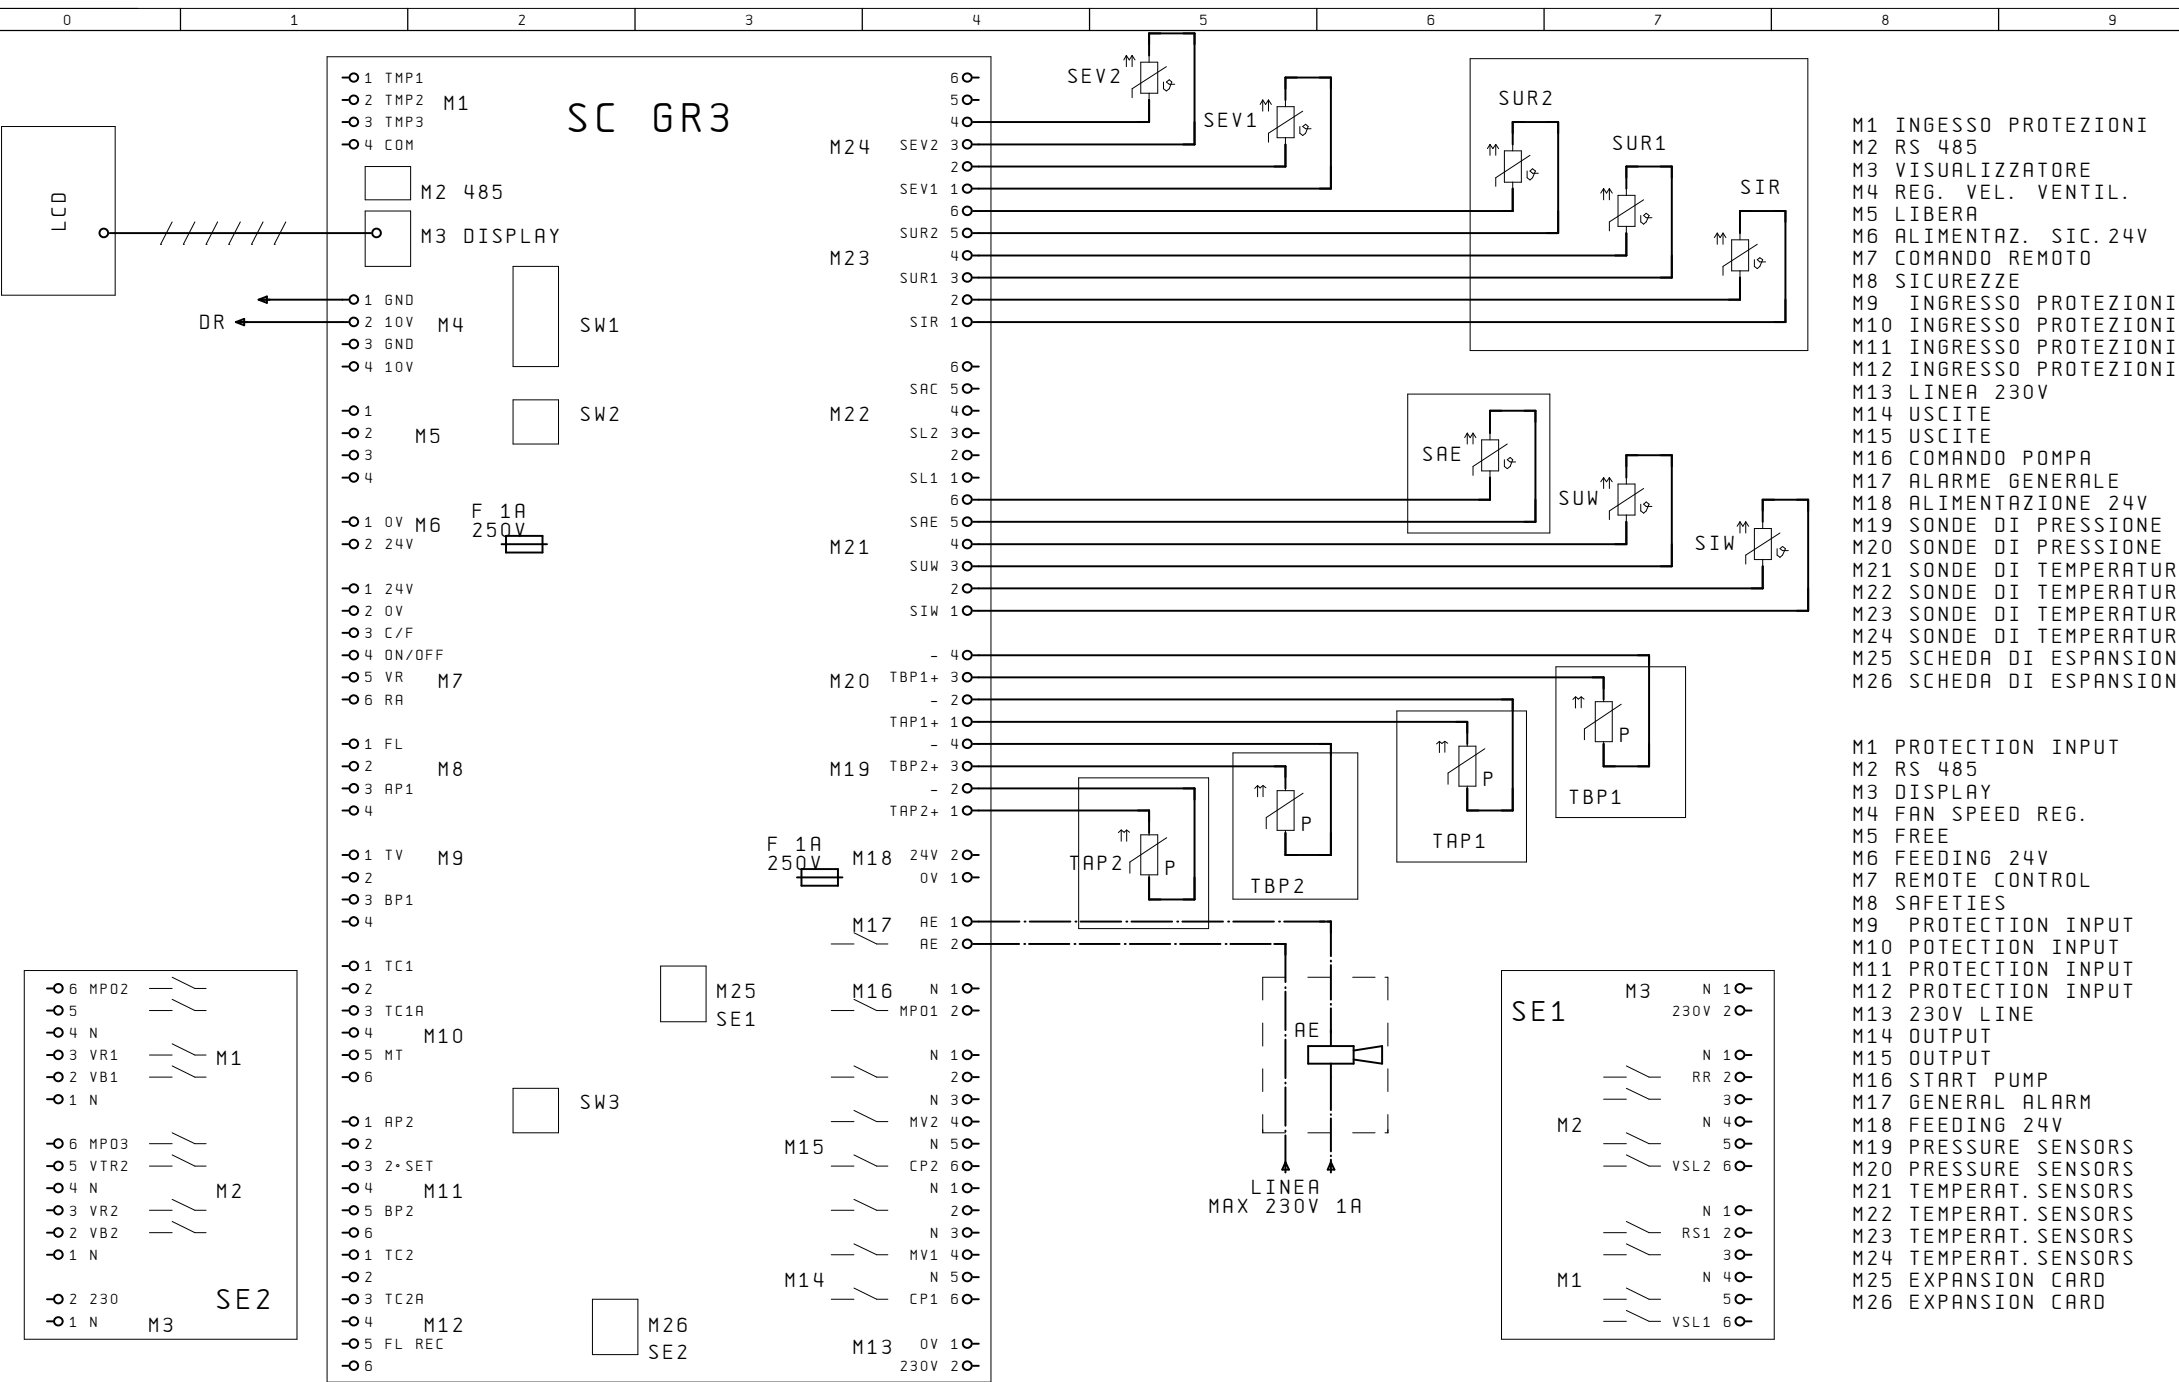 0 1 2 3 4 5 6 7 8 9
SC GR3
LCD
1 TMP1
2 TMP2
3 TMP3
4 COM
M1
M2 485
M3 DISPLAY
1 GND
2 10V
3 GND
4 10V
M4
DR
SW1
SW2
1
2
3
4
M5
1 0V
2 24V
M6
F 1A
250V
1 24V
2 0V
3 C/F
4 ON/OFF
5 VR
6 RA
M7
1 FL
2
3 AP1
4
M8
1 TV
2
3 BP1
4
M9
1 TC1
2
3 TC1A
4
5 MT
6
M10
1 AP2
2
3 2°SET
4
5 BP2
6
M11
1 TC2
2
3 TC2A
4
5 FL REC
6
M12
SW3
M25
SE1
M26
SE2
M24
6
5
4
SEV2 3
2
SEV1 1
M23
6
SUR2 5
4
SUR1 3
2
SIR 1
M22
6
SAC 5
4
SL2 3
2
SL1 1
M21
6
SAE 5
4
SUW 3
2
SIW 1
M20
- 4
TBP1+ 3
- 2
TAP1+ 1
M19
- 4
TBP2+ 3
- 2
TAP2+ 1
F 1A
250V
M18
24V 2
0V 1
M17
AE 1
AE 2
M16
N 1
MPO1 2
M15
N 1
2
N 3
MV2 4
N 5
CP2 6
M14
N 1
2
N 3
MV1 4
N 5
CP1 6
M13
0V 1
230V 2
SEV2
SEV1
SUR2
SUR1
SIR
SAE
SUW
SIW
TBP1
P
TAP1
P
TBP2
P
TAP2
P
AE
LINEA
MAX 230V 1A
6 MPO2
5
4 N
3 VR1
2 VB1
1 N
M1
6 MPO3
5 VTR2
4 N
3 VR2
2 VB2
1 N
M2
2 230
1 N
M3
SE2
SE1
M3
N 1
230V 2
M2
N 1
RR 2
3
N 4
5
VSL2 6
M1
N 1
RS1 2
3
N 4
5
VSL1 6
M1 INGESSO PROTEZIONI
M2 RS 485
M3 VISUALIZZATORE
M4 REG. VEL. VENTIL.
M5 LIBERA
M6 ALIMENTAZ. SIC.24V
M7 COMANDO REMOTO
M8 SICUREZZE
M9 INGRESSO PROTEZIONI
M10 INGRESSO PROTEZIONI
M11 INGRESSO PROTEZIONI
M12 INGRESSO PROTEZIONI
M13 LINEA 230V
M14 USCITE
M15 USCITE
M16 COMANDO POMPA
M17 ALARME GENERALE
M18 ALIMENTAZIONE 24V
M19 SONDE DI PRESSIONE
M20 SONDE DI PRESSIONE
M21 SONDE DI TEMPERATUR
M22 SONDE DI TEMPERATUR
M23 SONDE DI TEMPERATUR
M24 SONDE DI TEMPERATUR
M25 SCHEDA DI ESPANSION
M26 SCHEDA DI ESPANSION
M1 PROTECTION INPUT
M2 RS 485
M3 DISPLAY
M4 FAN SPEED REG.
M5 FREE
M6 FEEDING 24V
M7 REMOTE CONTROL
M8 SAFETIES
M9 PROTECTION INPUT
M10 POTECTION INPUT
M11 PROTECTION INPUT
M12 PROTECTION INPUT
M13 230V LINE
M14 OUTPUT
M15 OUTPUT
M16 START PUMP
M17 GENERAL ALARM
M18 FEEDING 24V
M19 PRESSURE SENSORS
M20 PRESSURE SENSORS
M21 TEMPERAT.SENSORS
M22 TEMPERAT.SENSORS
M23 TEMPERAT.SENSORS
M24 TEMPERAT.SENSORS
M25 EXPANSION CARD
M26 EXPANSION CARD